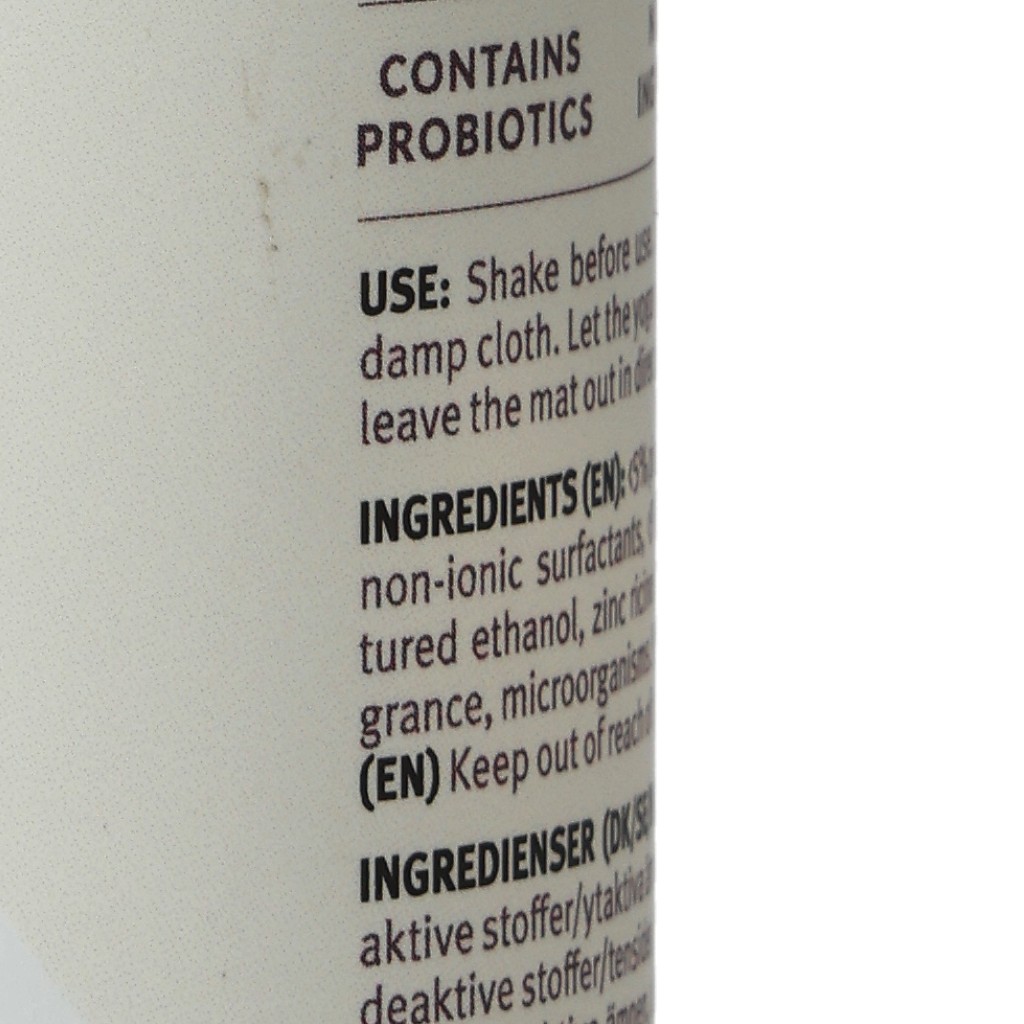 CONTAINS
PROBIOTICS
USE: Shake before use
damp cloth. Let the
leave the mat out in
INGREDIENTS (EN):
non-ionic surfactants,
tured ethanol, zinc
grance, microorganisms
(EN) Keep out of reach
INGREDIENSER (DK/SE
aktive stoffer/ytaktiva
deaktive stoffer/